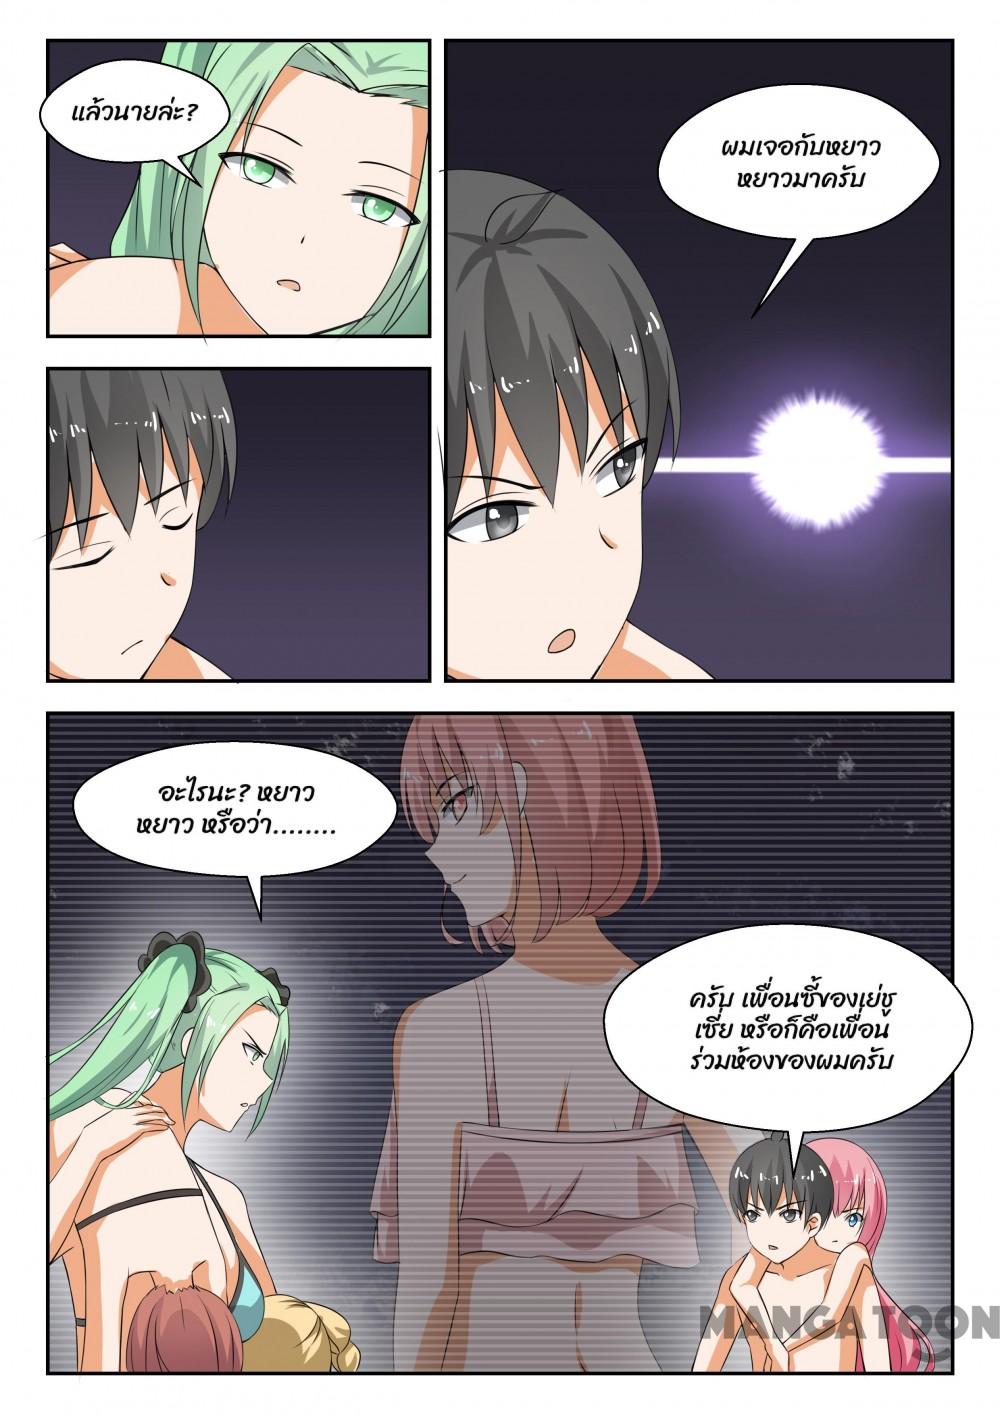 แล้วนายล่ะ?
ผมเจอกับหยาว
หยาวมาครับ
อะไรนะ? หยาว
หยาว หรือว่า........
ครับ เพื่อนซี้ของเย่ชู
เซี่ย หรือก็คือเพื่อน
ร่วมห้องของผมครับ
MANGATOON